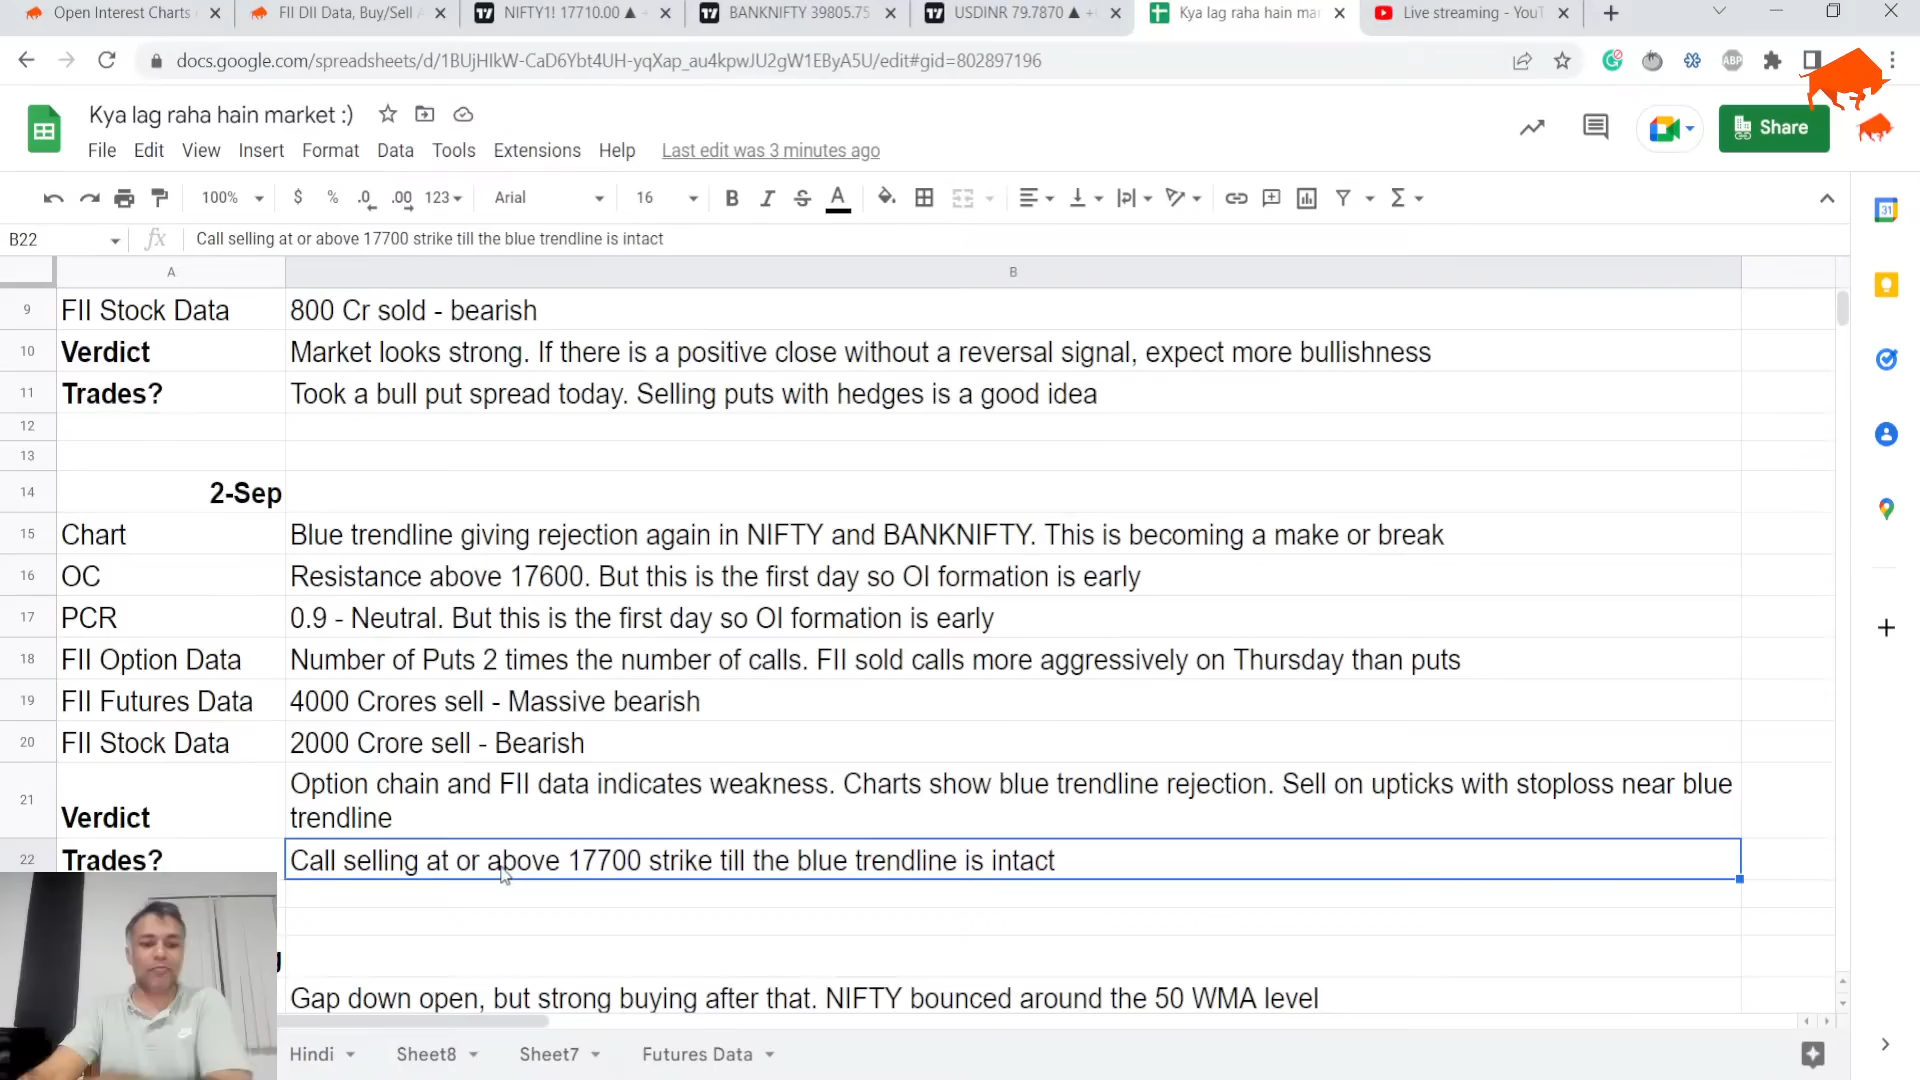 Open Interest Charts
FII DII Data, Buy/Sell
NIFTY1! 17710.00 ▲
BANKNIFTY 39805.75
USDINR 79.7870 ▲
Kya lag raha hain ma
Live streaming - YouT
docs.google.com/spreadsheets/d/1BUjHIkW-CaD6Ybt4UH-yqXap_au4kpwJU2gW1EByA5U/edit#gid=802897196
ABP
Kya lag raha hain market :)
Share
File Edit View Insert Format Data Tools Extensions Help Last edit was 3 minutes ago
100% $ % .0 .00 123 Arial 16 B I S A Σ
31
B22 fx Call selling at or above 17700 strike till the blue trendline is intact
A B
9 FII Stock Data 800 Cr sold - bearish
10 Verdict Market looks strong. If there is a positive close without a reversal signal, expect more bullishness
11 Trades? Took a bull put spread today. Selling puts with hedges is a good idea
12
13
14 2-Sep
15 Chart Blue trendline giving rejection again in NIFTY and BANKNIFTY. This is becoming a make or break
16 OC Resistance above 17600. But this is the first day so OI formation is early
17 PCR 0.9 - Neutral. But this is the first day so OI formation is early
18 FII Option Data Number of Puts 2 times the number of calls. FII sold calls more aggressively on Thursday than puts
19 FII Futures Data 4000 Crores sell - Massive bearish
20 FII Stock Data 2000 Crore sell - Bearish
21 Verdict Option chain and FII data indicates weakness. Charts show blue trendline rejection. Sell on upticks with stoploss near blue
trendline
22 Trades? Call selling at or above 17700 strike till the blue trendline is intact
Gap down open, but strong buying after that. NIFTY bounced around the 50 WMA level
Hindi Sheet8 Sheet7 Futures Data